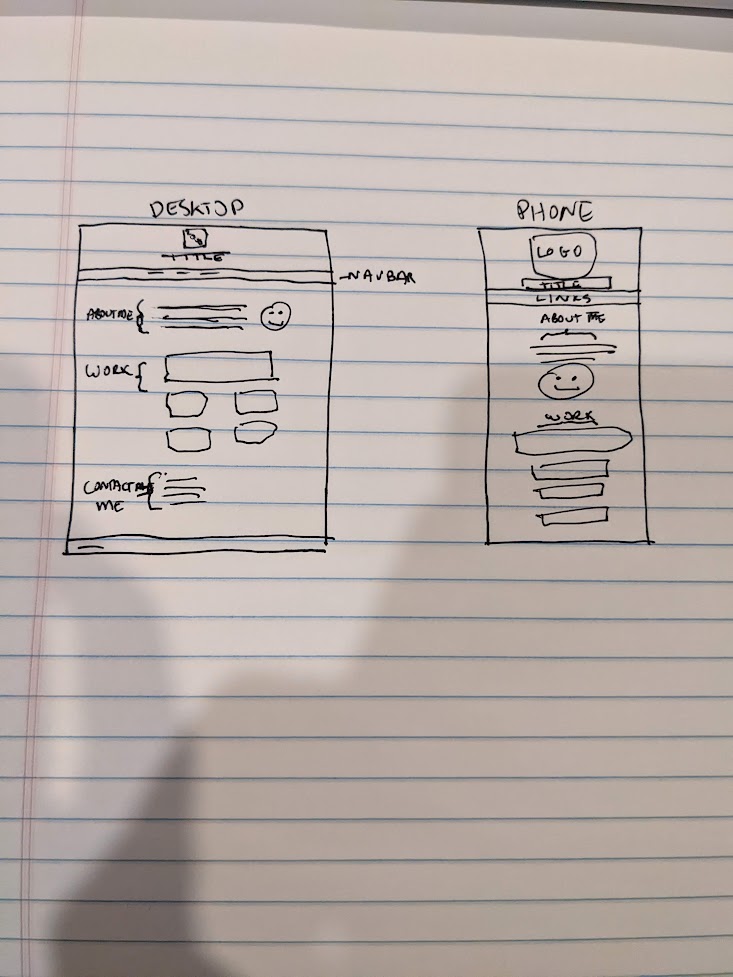 DESKTOP
TITLE
NAVBAR
ABOUT ME
WORK
CONTACT
ME
PHONE
LOGO
TITLE
LINKS
ABOUT ME
WORK